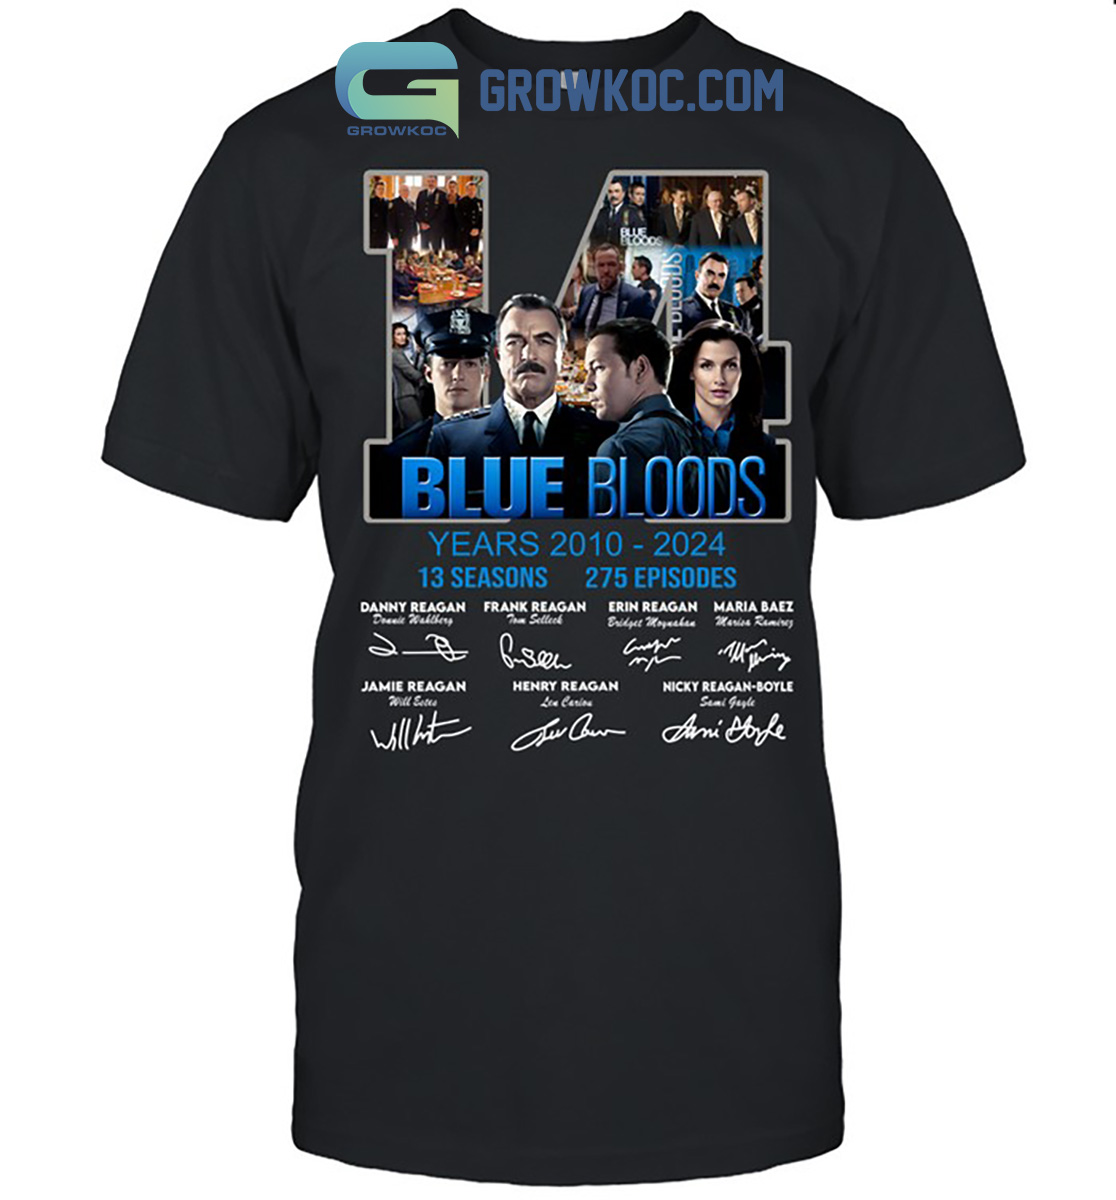 GROWKOC.COM
GROWKOC
14
BLUE
BLOODS
BLUE BLOODS
YEARS 2010 - 2024
13 SEASONS 275 EPISODES
DANNY REAGAN FRANK REAGAN ERIN REAGAN MARIA BAEZ
Donnie Wahlberg Tom Selleck Bridget Moynahan Marisa Ramirez
JAMIE REAGAN HENRY REAGAN NICKY REAGAN-BOYLE
Will Estes Len Cariou Sami Gayle